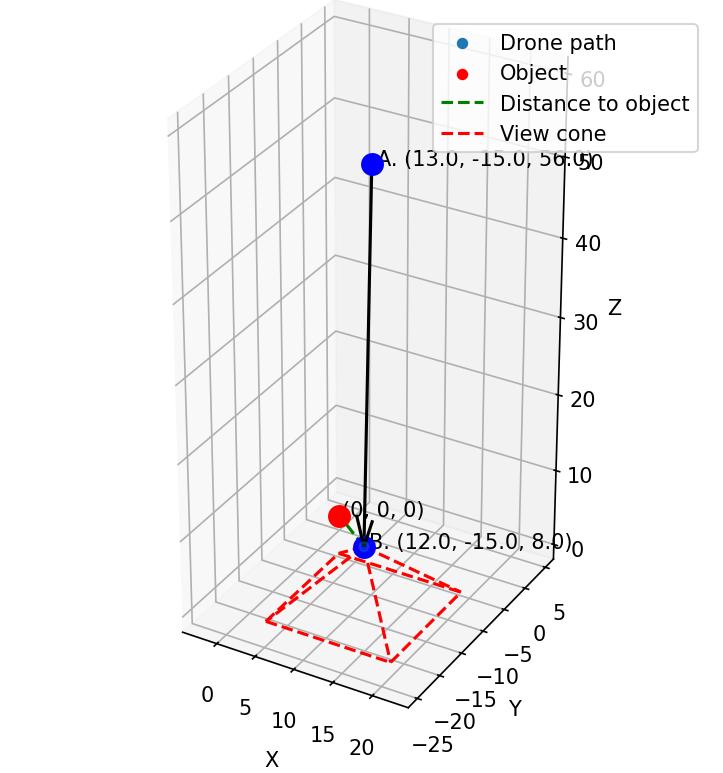 Drone path
Object
Distance to object
View cone
60
A. (13.0, -15.0, 56.0)
50
40
Z
30
20
10
(0, 0, 0)
B. (12.0, -15.0, 8.0)
0
5
0
−5
−10
−15
−20
−25
Y
0
5
10
15
20
X